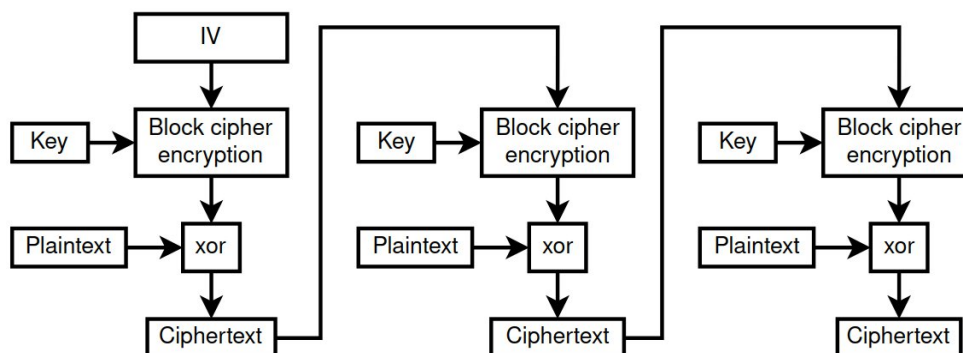 IV
Key
Block cipher
encryption
Key
Block cipher
encryption
Key
Block cipher
encryption
Plaintext
xor
Plaintext
xor
Plaintext
xor
Ciphertext
Ciphertext
Ciphertext